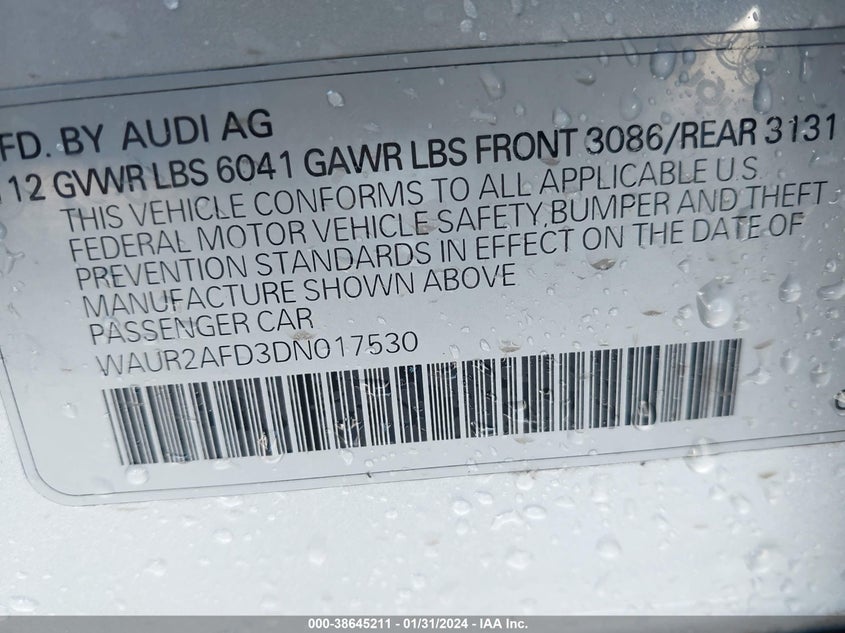 FD. BY AUDI AG
12 GVWR LBS 6041 GAWR LBS FRONT 3086/REAR 3131
THIS VEHICLE CONFORMS TO ALL APPLICABLE U.S.
FEDERAL MOTOR VEHICLE SAFETY, BUMPER AND THEFT
PREVENTION STANDARDS IN EFFECT ON THE DATE OF
MANUFACTURE SHOWN ABOVE
PASSENGER CAR
WAUR2AFD3DN017530
000-38645211 - 01/31/2024 - IAA Inc.